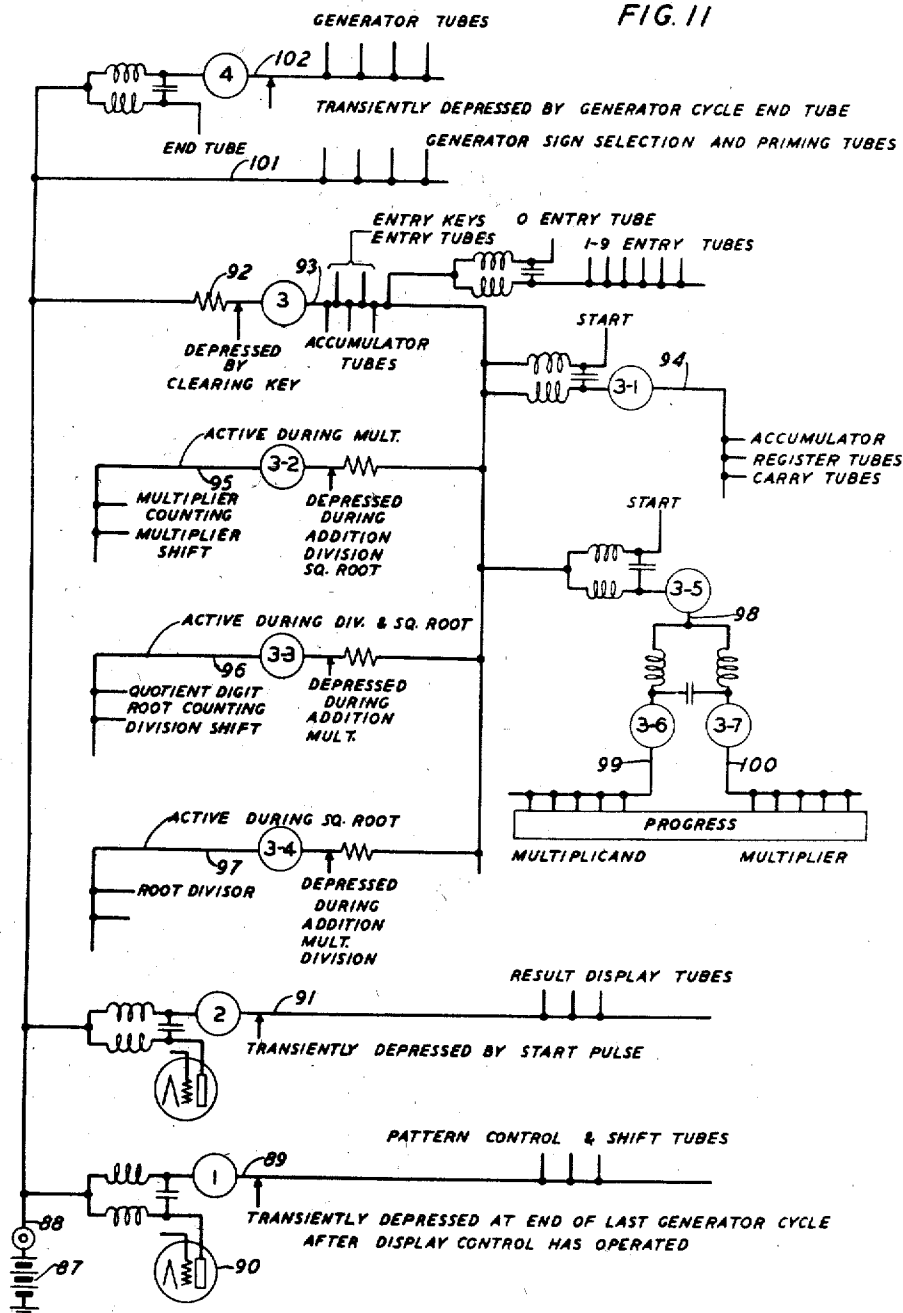 FIG. 11
GENERATOR TUBES
4
102
TRANSIENTLY DEPRESSED BY GENERATOR CYCLE END TUBE
END TUBE
GENERATOR SIGN SELECTION AND PRIMING TUBES
101
ENTRY KEYS
ENTRY TUBES
0 ENTRY TUBE
1-9 ENTRY TUBES
92
3
93
DEPRESSED
BY
CLEARING KEY
ACCUMULATOR
TUBES
START
94
3-1
ACCUMULATOR
REGISTER TUBES
CARRY TUBES
ACTIVE DURING MULT.
95
3-2
MULTIPLIER
COUNTING
MULTIPLIER
SHIFT
DEPRESSED
DURING
ADDITION
DIVISION
SQ. ROOT
START
3-5
98
ACTIVE DURING DIV. & SQ. ROOT
96
3-3
QUOTIENT DIGIT
ROOT COUNTING
DIVISION SHIFT
DEPRESSED
DURING
ADDITION
MULT.
3-6
3-7
99
100
PROGRESS
MULTIPLICAND
MULTIPLIER
ACTIVE DURING SQ. ROOT
97
3-4
ROOT DIVISOR
DEPRESSED
DURING
ADDITION
MULT.
DIVISION
RESULT DISPLAY TUBES
2
91
TRANSIENTLY DEPRESSED BY START PULSE
PATTERN CONTROL & SHIFT TUBES
1
89
TRANSIENTLY DEPRESSED AT END OF LAST GENERATOR CYCLE
AFTER DISPLAY CONTROL HAS OPERATED
88
90
87